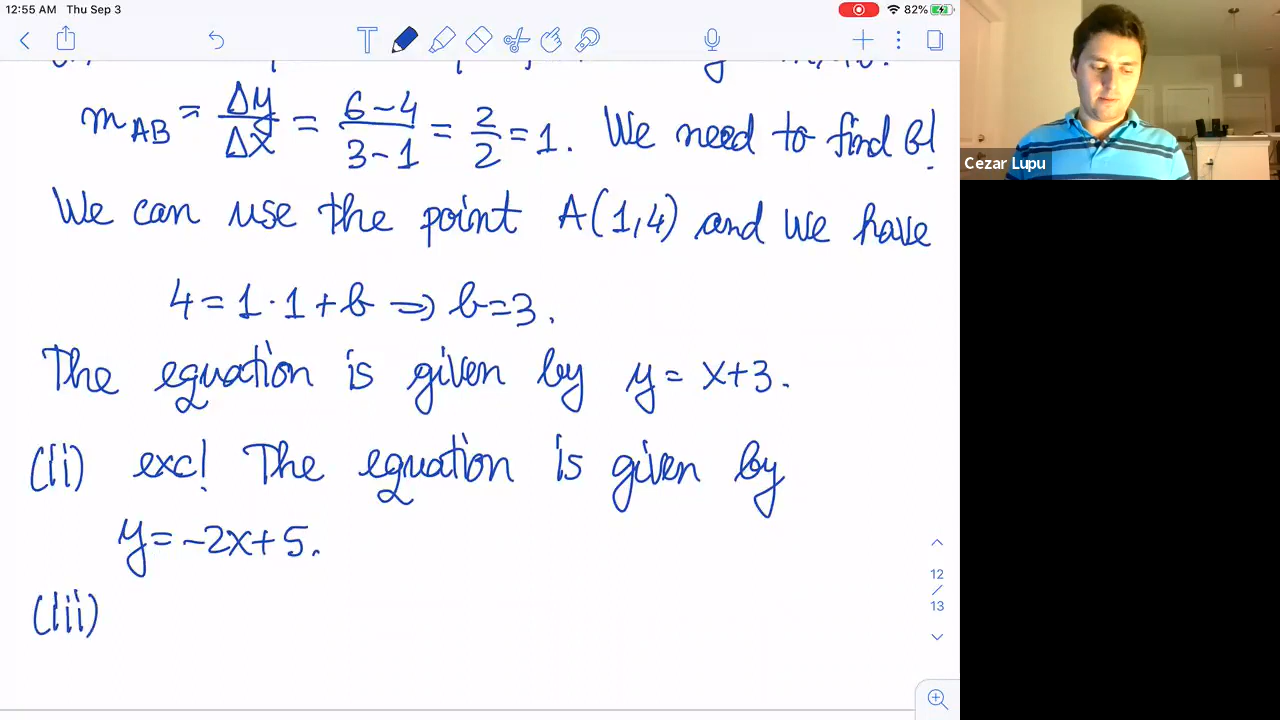 12:55 AM Thu Sep 3
82%
m_AB = Δy/Δx = (6-4)/(3-1) = 2/2 = 1. We need to find b!
We can use the point A(1,4) and we have
4 = 1·1 + b ⇒ b=3.
The equation is given by y = x+3.
(ii) exc! The equation is given by
y = -2x+5.
(iii)
12
/
13
Cezar Lupu